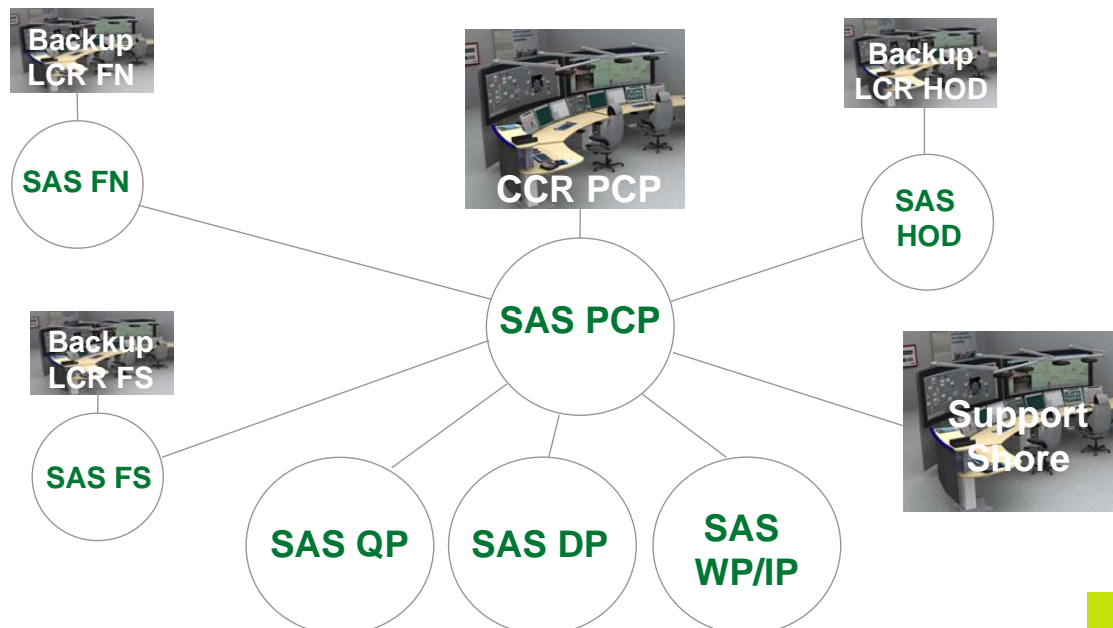 Backup
LCR FN
SAS FN
CCR PCP
Backup
LCR HOD
SAS
HOD
SAS PCP
Backup
LCR FS
SAS FS
Support
Shore
SAS QP
SAS DP
SAS
WP/IP